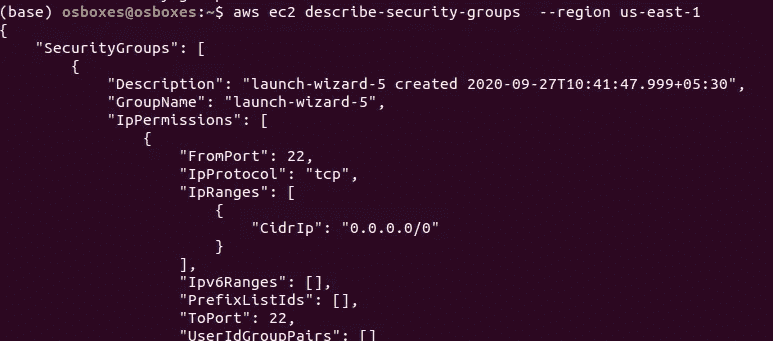 (base) osboxes@osboxes:~$ aws ec2 describe-security-groups  --region us-east-1
{
    "SecurityGroups": [
        {
            "Description": "launch-wizard-5 created 2020-09-27T10:41:47.999+05:30",
            "GroupName": "launch-wizard-5",
            "IpPermissions": [
                {
                    "FromPort": 22,
                    "IpProtocol": "tcp",
                    "IpRanges": [
                        {
                            "CidrIp": "0.0.0.0/0"
                        }
                    ],
                    "Ipv6Ranges": [],
                    "PrefixListIds": [],
                    "ToPort": 22,
                    "UserIdGroupPairs": []